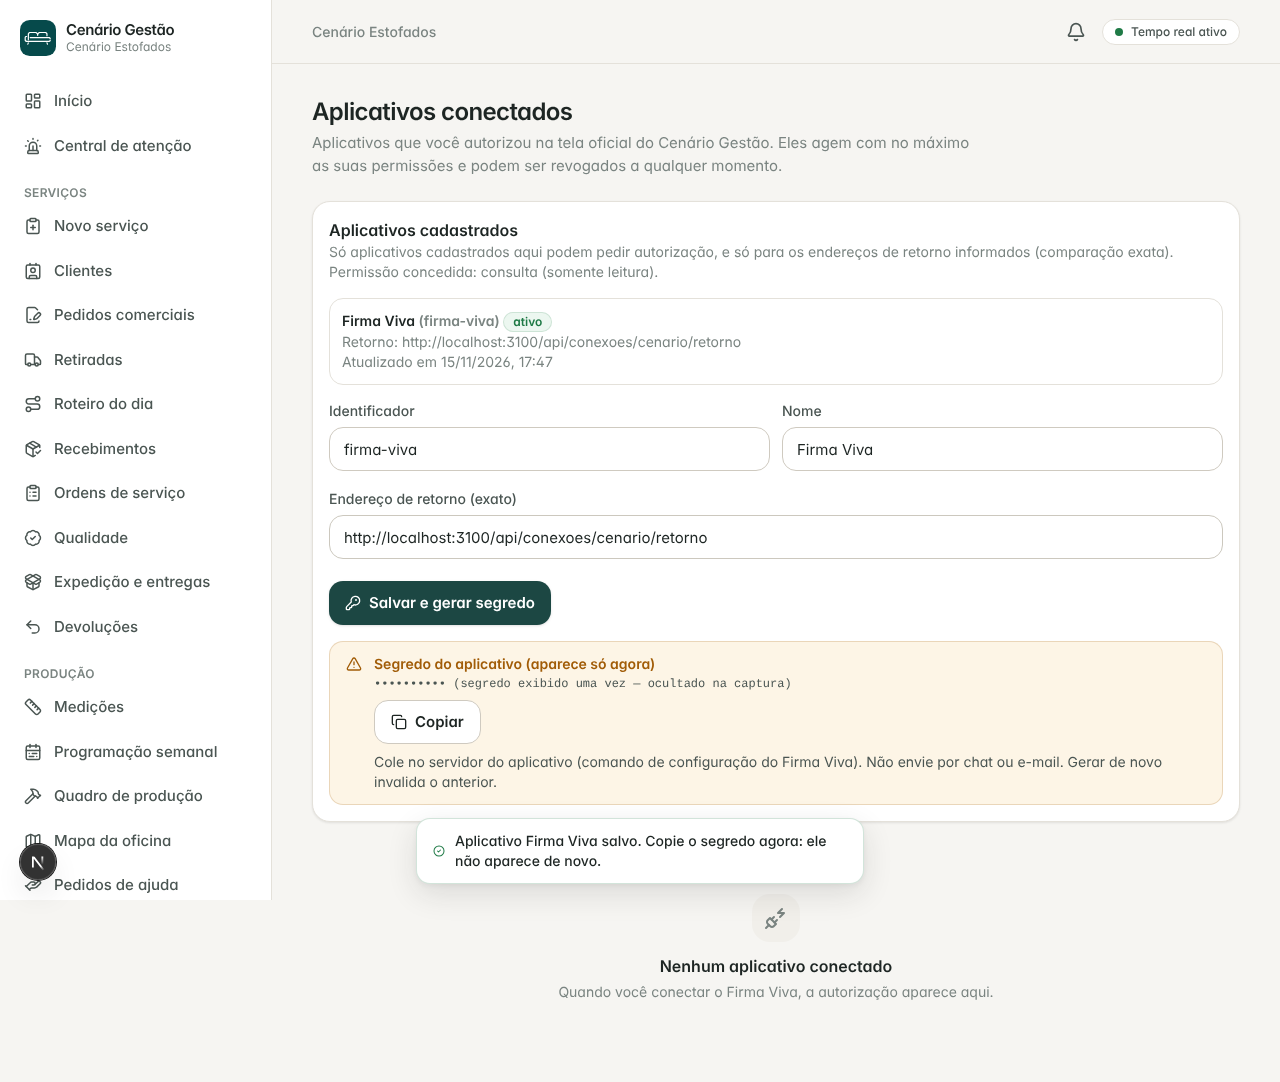 Cenário Gestão
Cenário Estofados
Início
Central de atenção
SERVIÇOS
Novo serviço
Clientes
Pedidos comerciais
Retiradas
Roteiro do dia
Recebimentos
Ordens de serviço
Qualidade
Expedição e entregas
Devoluções
PRODUÇÃO
Medições
Programação semanal
Quadro de produção
Mapa da oficina
N
Pedidos de ajuda
Cenário Estofados
Tempo real ativo
Aplicativos conectados
Aplicativos que você autorizou na tela oficial do Cenário Gestão. Eles agem com no máximo
as suas permissões e podem ser revogados a qualquer momento.
Aplicativos cadastrados
Só aplicativos cadastrados aqui podem pedir autorização, e só para os endereços de retorno informados (comparação exata).
Permissão concedida: consulta (somente leitura).
Firma Viva (firma-viva) ativo
Retorno: http://localhost:3100/api/conexoes/cenario/retorno
Atualizado em 15/11/2026, 17:47
Identificador
Nome
firma-viva
Firma Viva
Endereço de retorno (exato)
http://localhost:3100/api/conexoes/cenario/retorno
Salvar e gerar segredo
Segredo do aplicativo (aparece só agora)
•••••••••• (segredo exibido uma vez — ocultado na captura)
Copiar
Cole no servidor do aplicativo (comando de configuração do Firma Viva). Não envie por chat ou e-mail. Gerar de novo
invalida o anterior.
Aplicativo Firma Viva salvo. Copie o segredo agora: ele
não aparece de novo.
Nenhum aplicativo conectado
Quando você conectar o Firma Viva, a autorização aparece aqui.